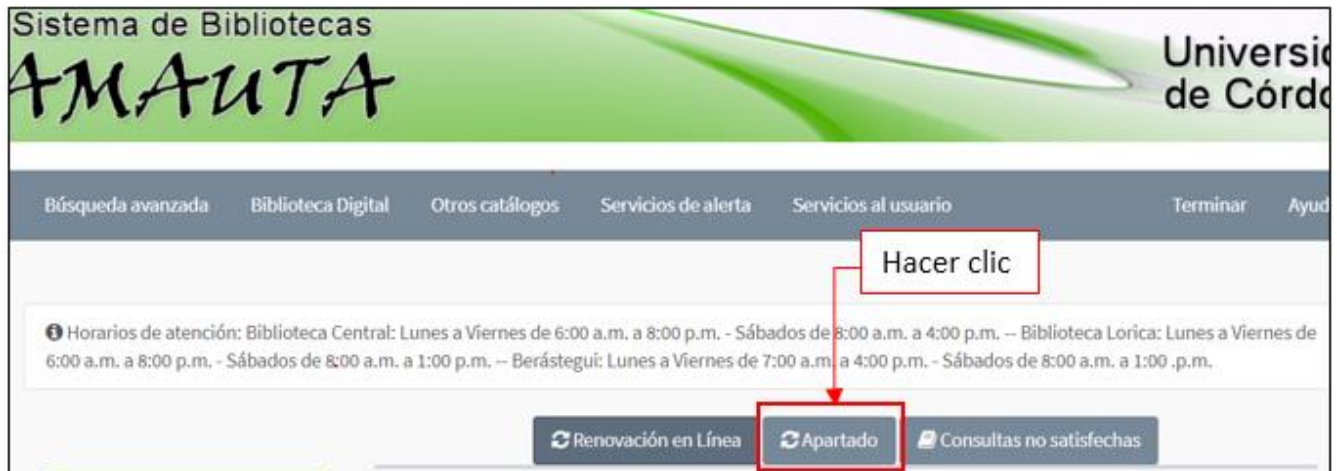 Sistema de Bibliotecas
AMAUTA
Universid
de Córdo
Búsqueda avanzada Biblioteca Digital Otros catálogos Servicios de alerta Servicios al usuario Terminar Ayud
Hacer clic
Horarios de atención: Biblioteca Central: Lunes a Viernes de 6:00 a.m. a 8:00 p.m. - Sábados de 8:00 a.m. a 4:00 p.m. -- Biblioteca Lorica: Lunes a Viernes de
6:00 a.m. a 8:00 p.m. - Sábados de 8:00 a.m. a 1:00 p.m. -- Berástegui: Lunes a Viernes de 7:00 a.m. a 4:00 p.m. - Sábados de 8:00 a.m. a 1:00 .p.m.
Renovación en Línea Apartado Consultas no satisfechas